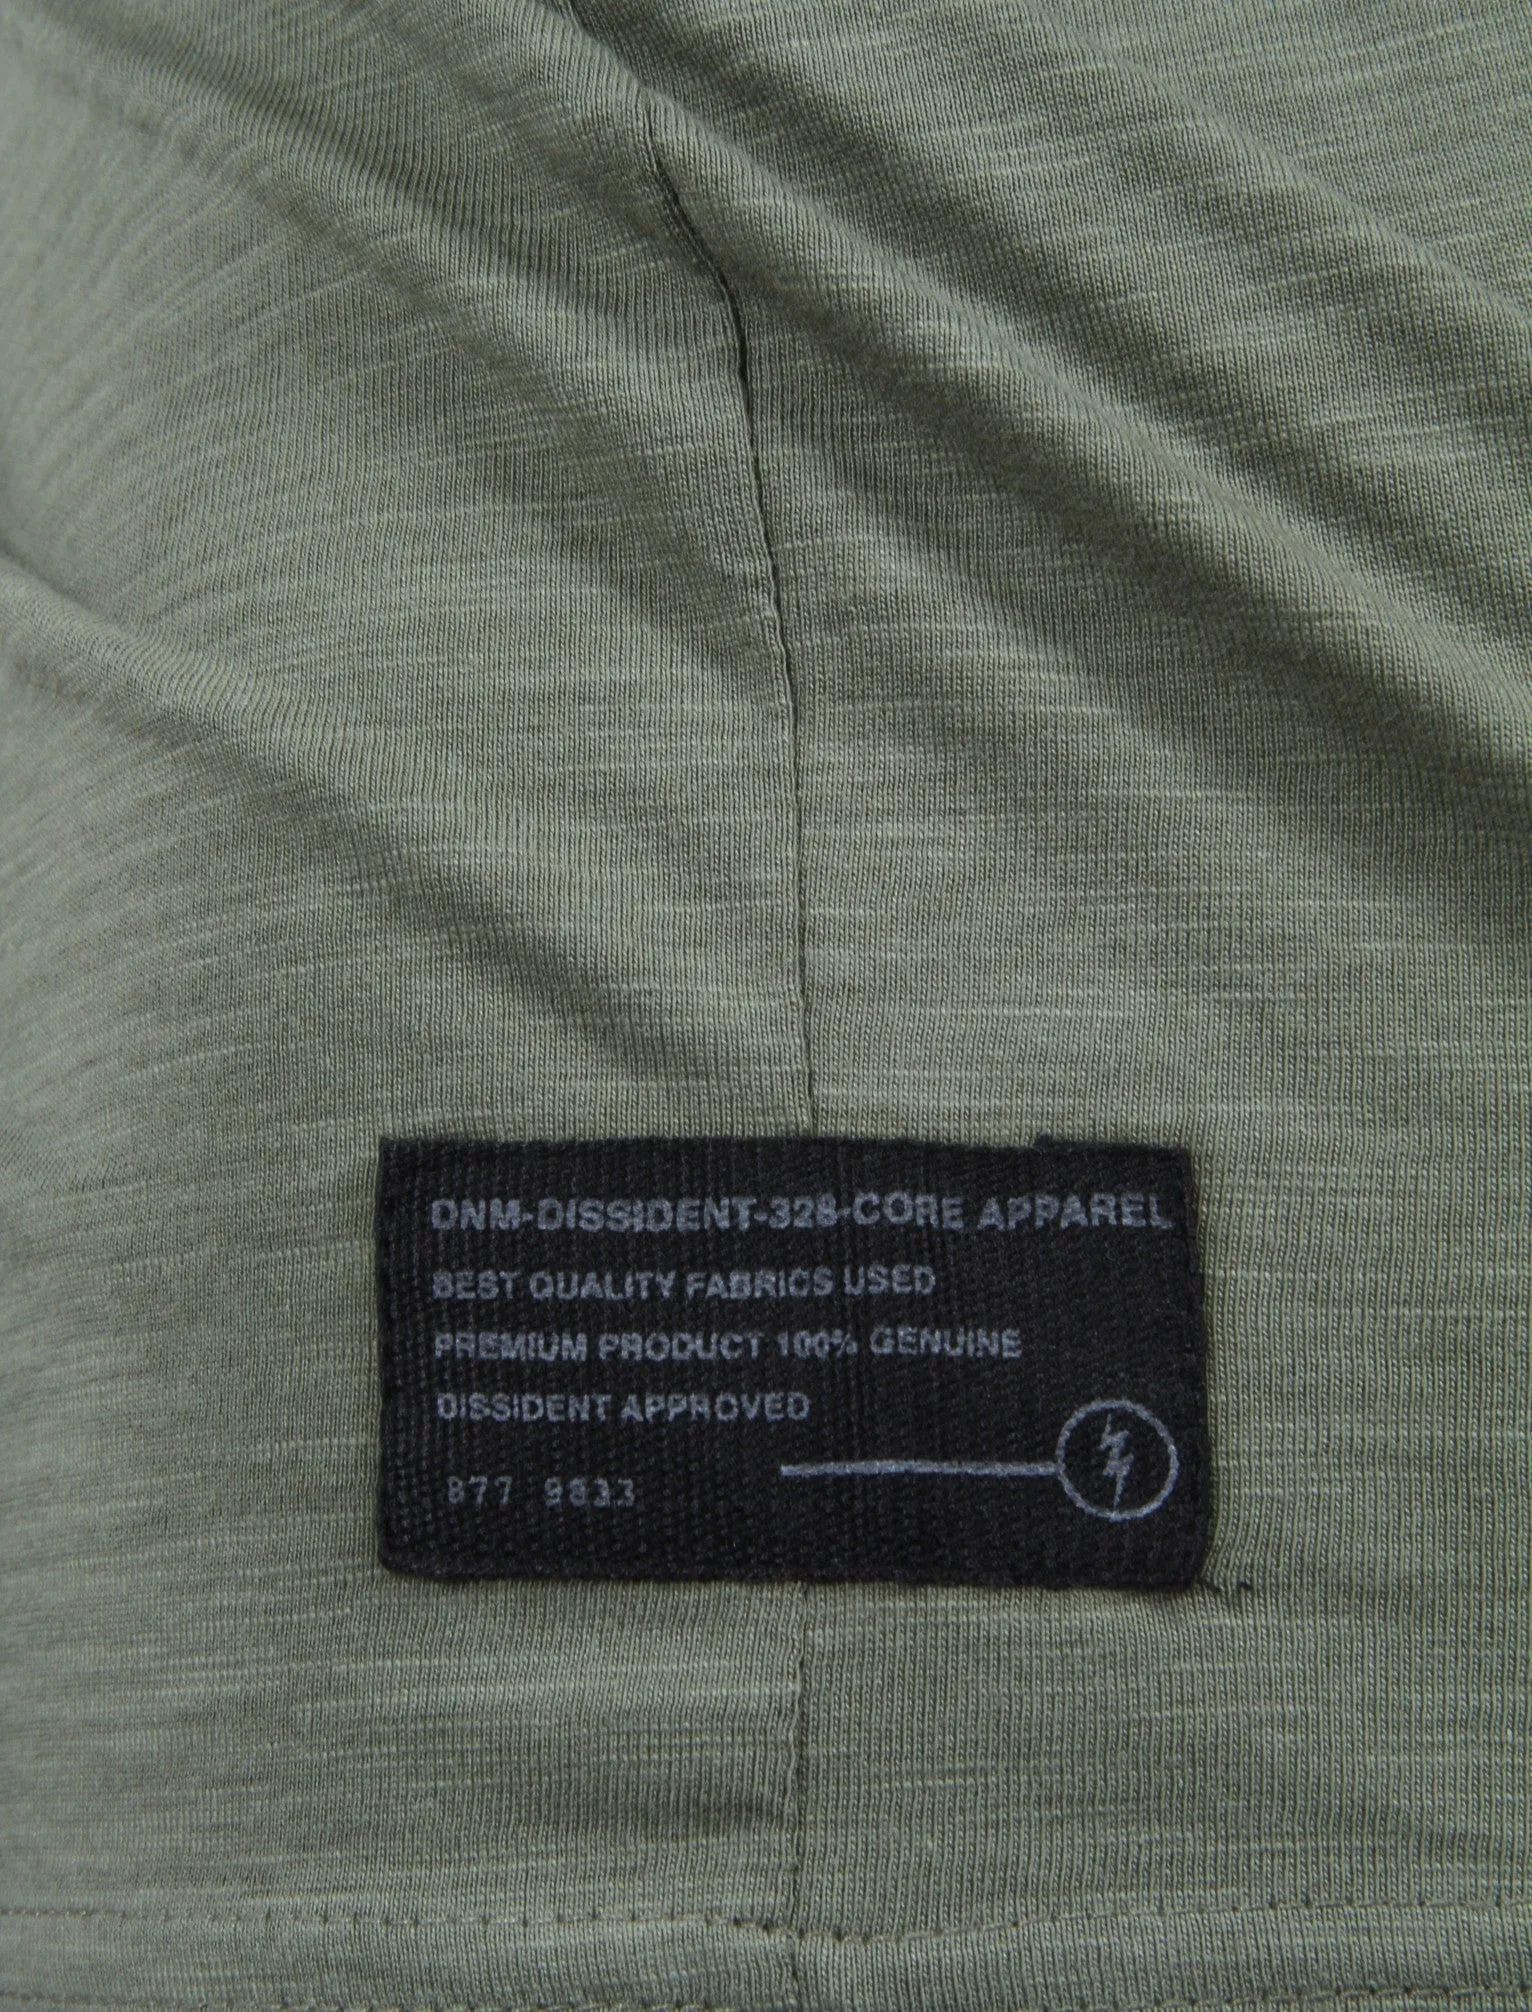 DNM-DISSIDENT-328-CORE APPAREL
BEST QUALITY FABRICS USED
PREMIUM PRODUCT 100% GENUINE
DISSIDENT APPROVED
877 9833